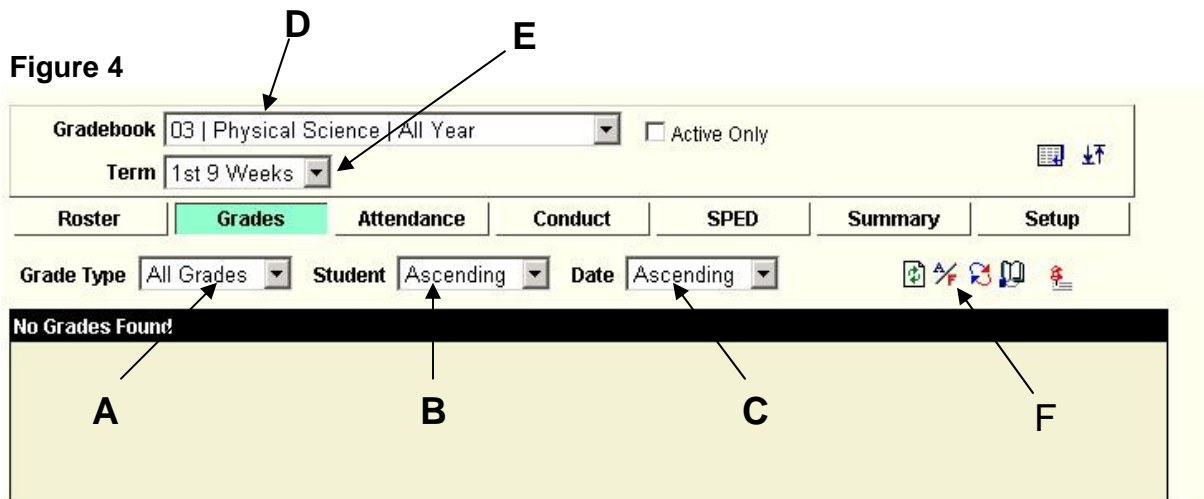 D
E
Figure 4
Gradebook 03 | Physical Science | All Year Active Only
Term 1st 9 Weeks
Roster Grades Attendance Conduct SPED Summary Setup
Grade Type All Grades Student Ascending Date Ascending A/F
No Grades Found
A B C F